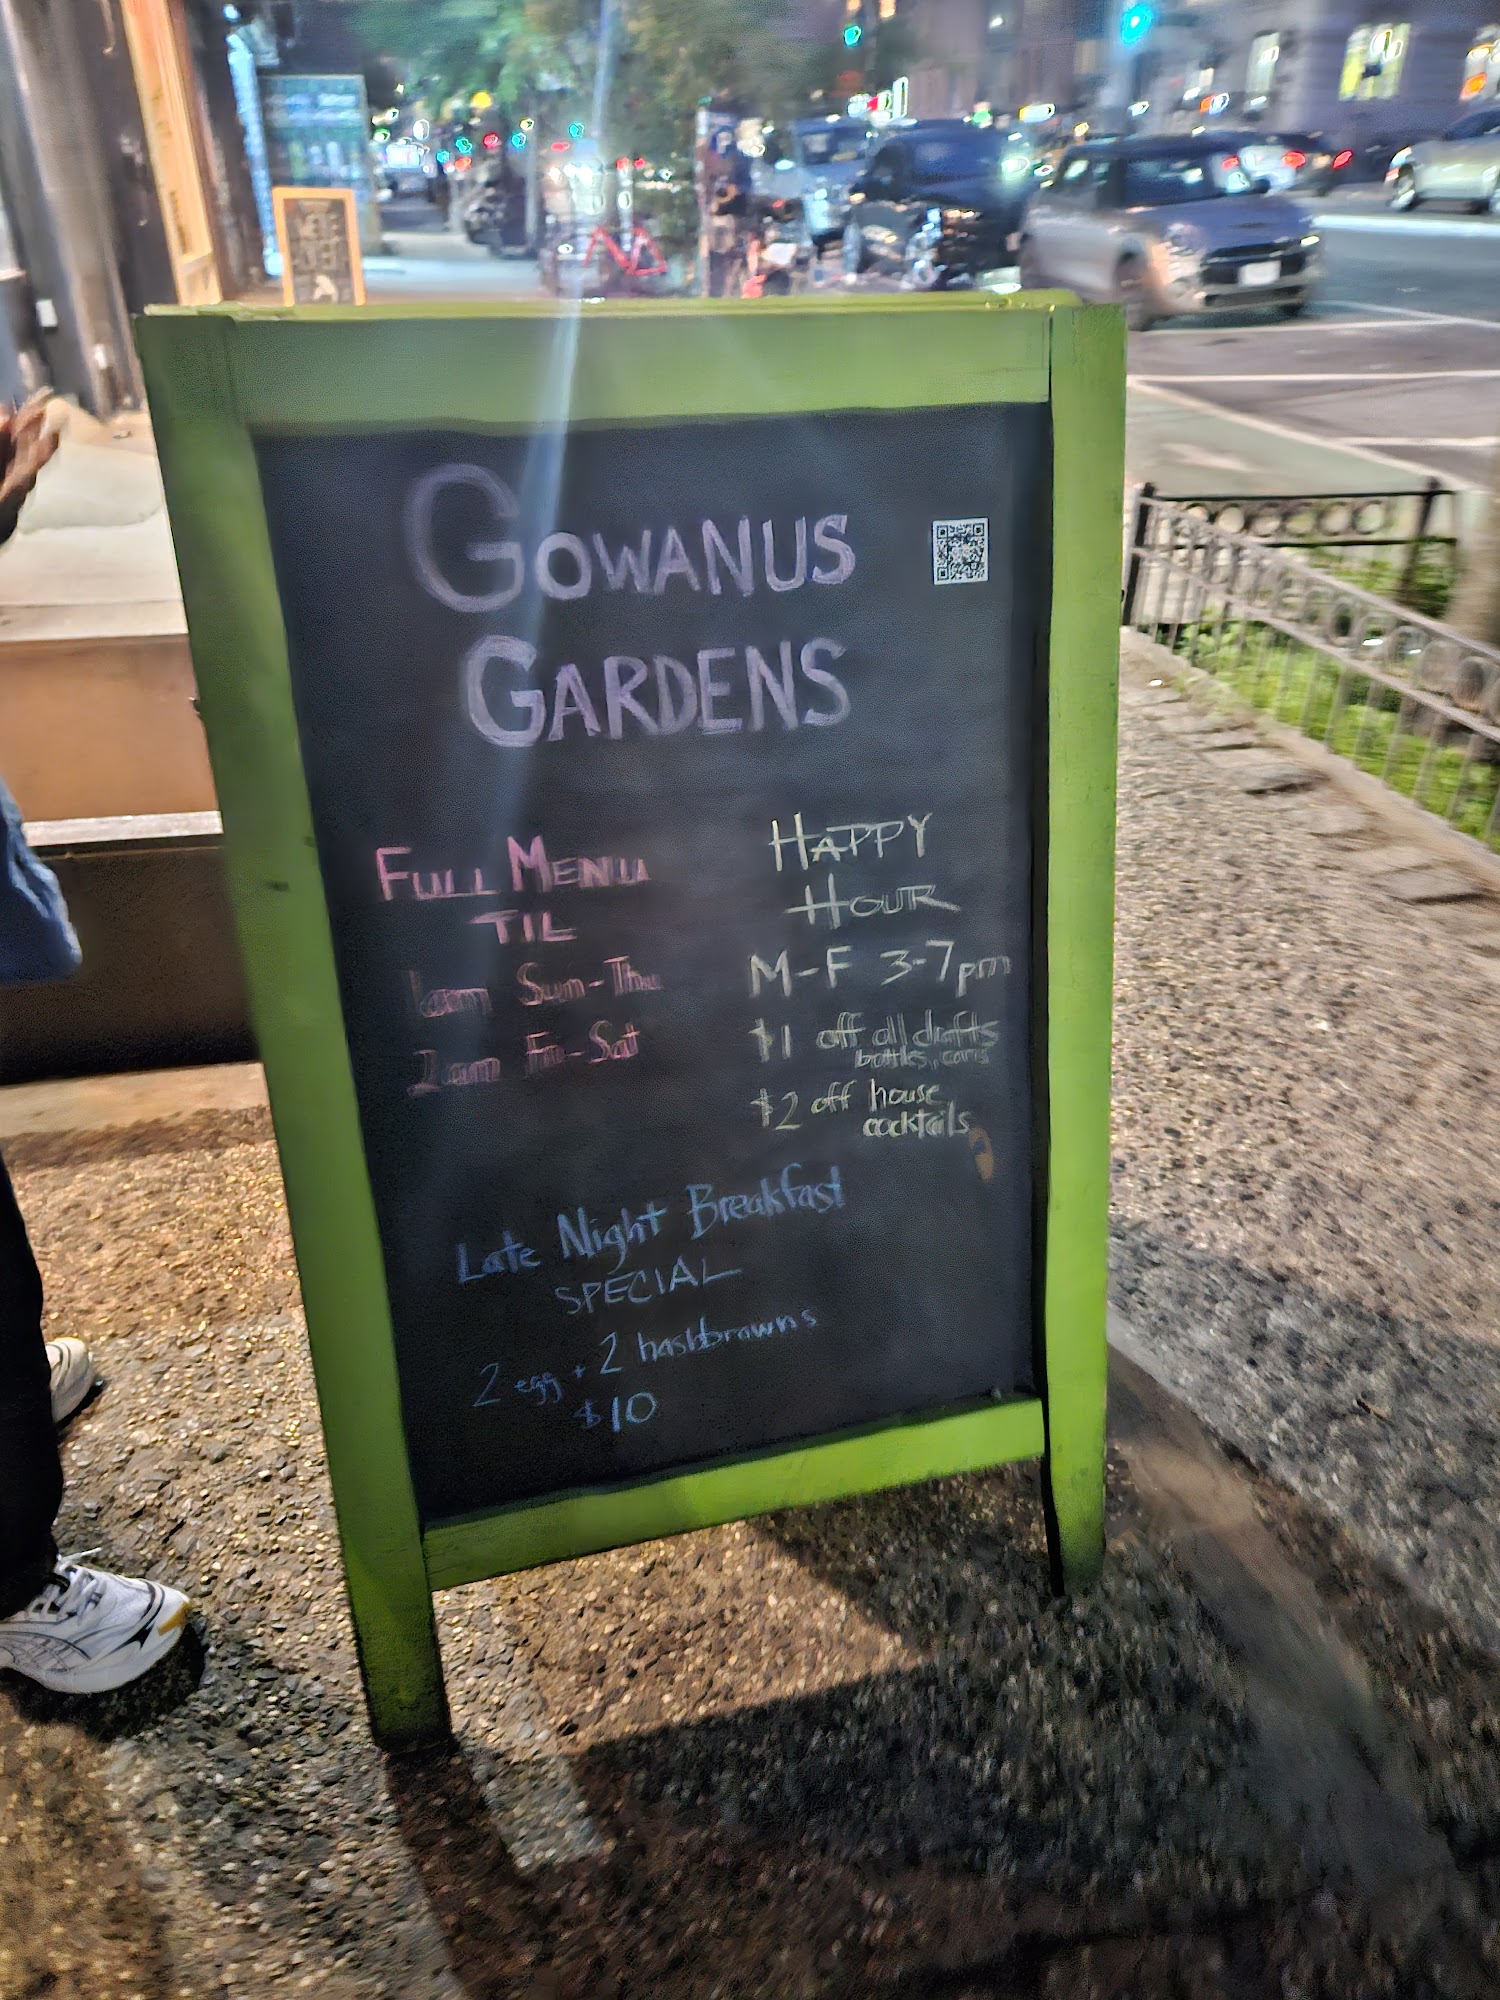 GOWANUS
GARDENS
FULL MENU
TIL
1am Sun-Thu
2am Fri-Sat
HAPPY
HOUR
M-F 3-7pm
$1 off all drafts
bottles, cans
$2 off house
cocktails
Late Night Breakfast
SPECIAL
2 egg + 2 hashbrowns
$10